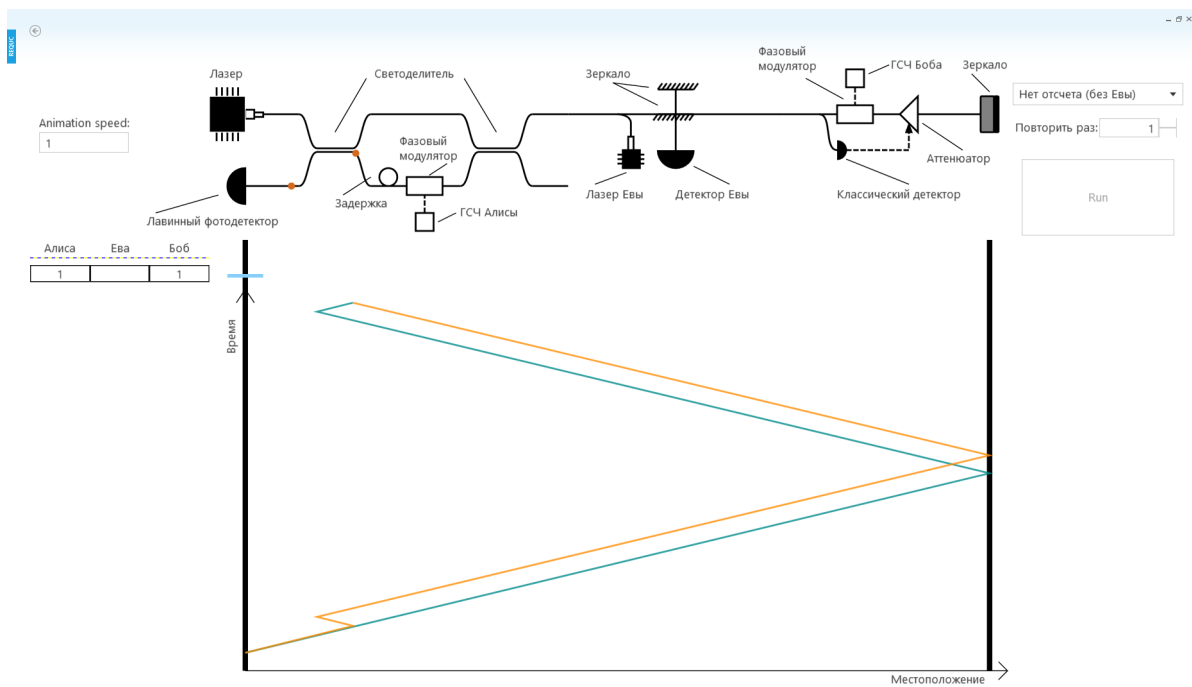 REQUC
Лазер
Светоделитель
Зеркало
Фазовый
модулятор
ГСЧ Боба
Зеркало
Нет отсчета (без Евы)
Animation speed:
1
Повторить раз:
1
Фазовый
модулятор
Аттенюатор
Лазер Евы
Детектор Евы
Классический детектор
Задержка
ГСЧ Алисы
Лавинный фотодетектор
Run
Алиса
Ева
Боб
1
1
Время
Местоположение